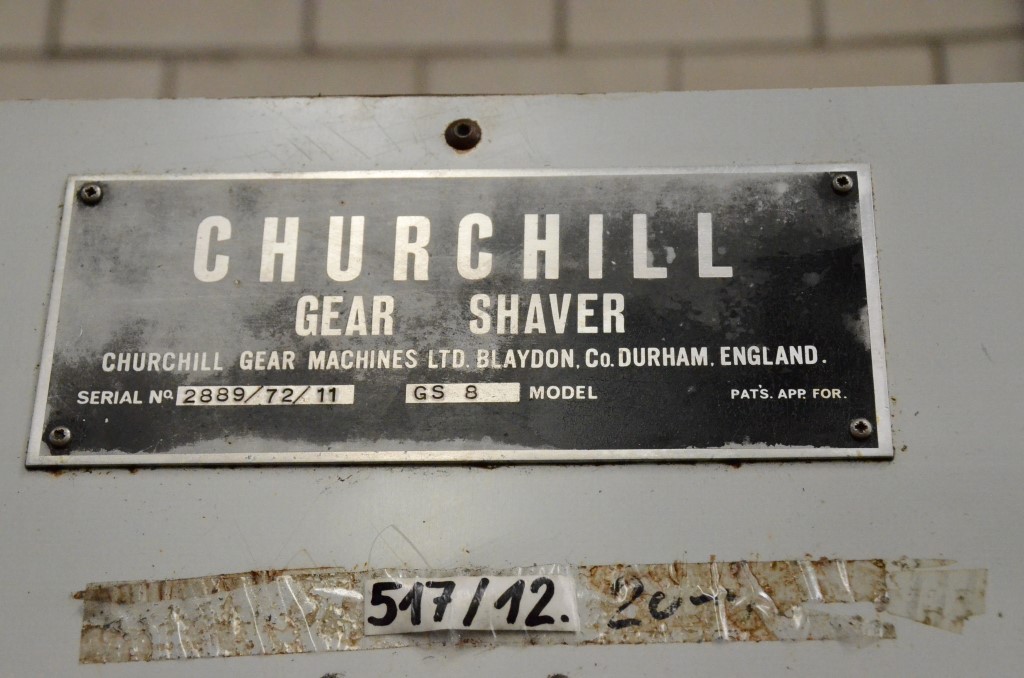 CHURCHILL
GEAR SHAVER
CHURCHILL GEAR MACHINES LTD. BLAYDON, Co. DURHAM, ENGLAND.
SERIAL No. 2889/72/11 GS 8 MODEL PAT'S. APP. FOR.
517/12.